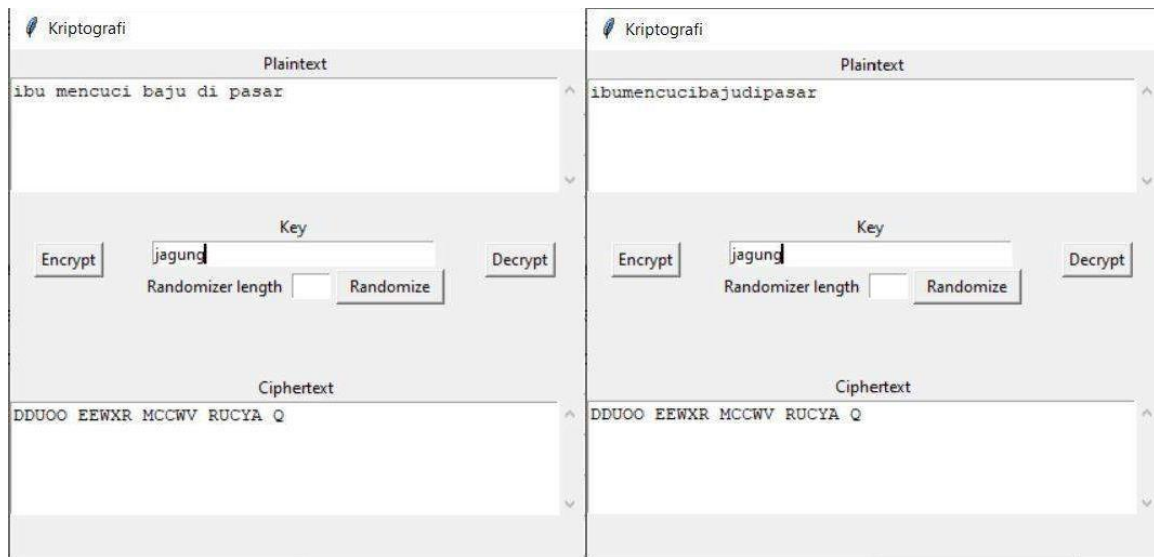 Kriptografi
Plaintext
ibu mencuci baju di pasar
Key
Encrypt
jagung
Decrypt
Randomizer length
Randomize
Ciphertext
DDUOO EEWXR MCCWV RUCYA Q
Kriptografi
Plaintext
ibumencucibajudipasar
Key
Encrypt
jagung
Decrypt
Randomizer length
Randomize
Ciphertext
DDUOO EEWXR MCCWV RUCYA Q